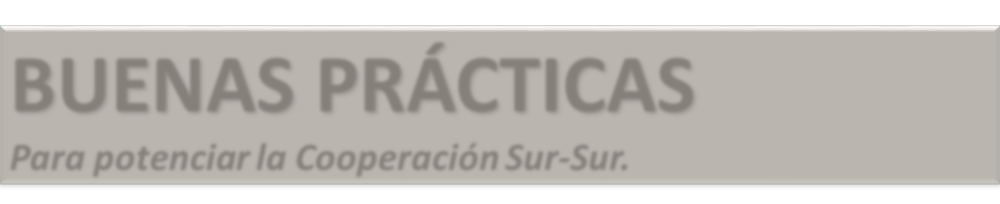 BUENAS PRÁCTICAS
Para potenciar la Cooperación Sur-Sur.